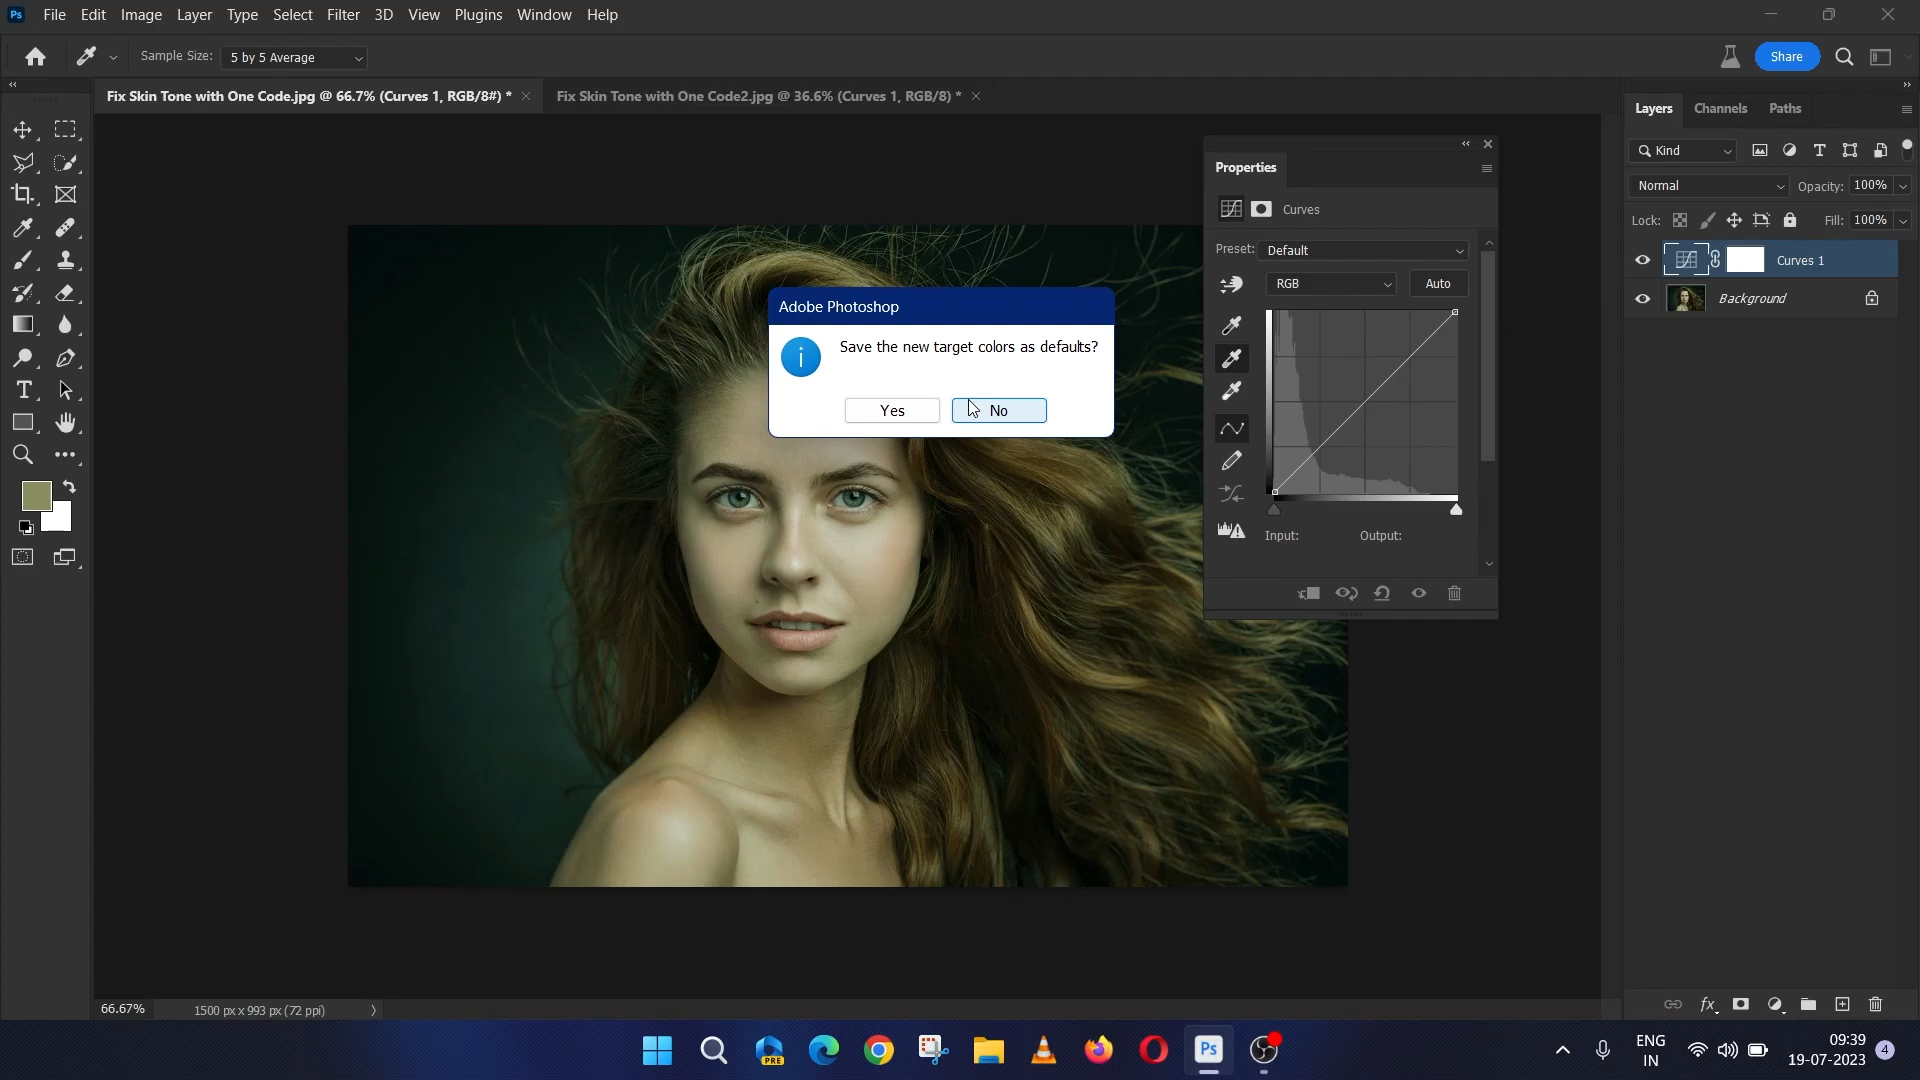 Ps File Edit Image Layer Type Select Filter 3D View Plugins Window Help
Sample Size: 5 by 5 Average Share
Fix Skin Tone with One Code.jpg @ 66.7% (Curves 1, RGB/8#) * Fix Skin Tone with One Code2.jpg @ 36.6% (Curves 1, RGB/8) *
Layers Channels Paths
Kind
Normal Opacity: 100%
Lock: Fill: 100%
Curves 1
Background
Properties
Curves
Preset: Default
RGB Auto
Input: Output:
Adobe Photoshop
Save the new target colors as defaults?
Yes No
66.67% 1500 px x 993 px (72 ppi)
PRE
Ps
ENG
IN
09:39
19-07-2023
4